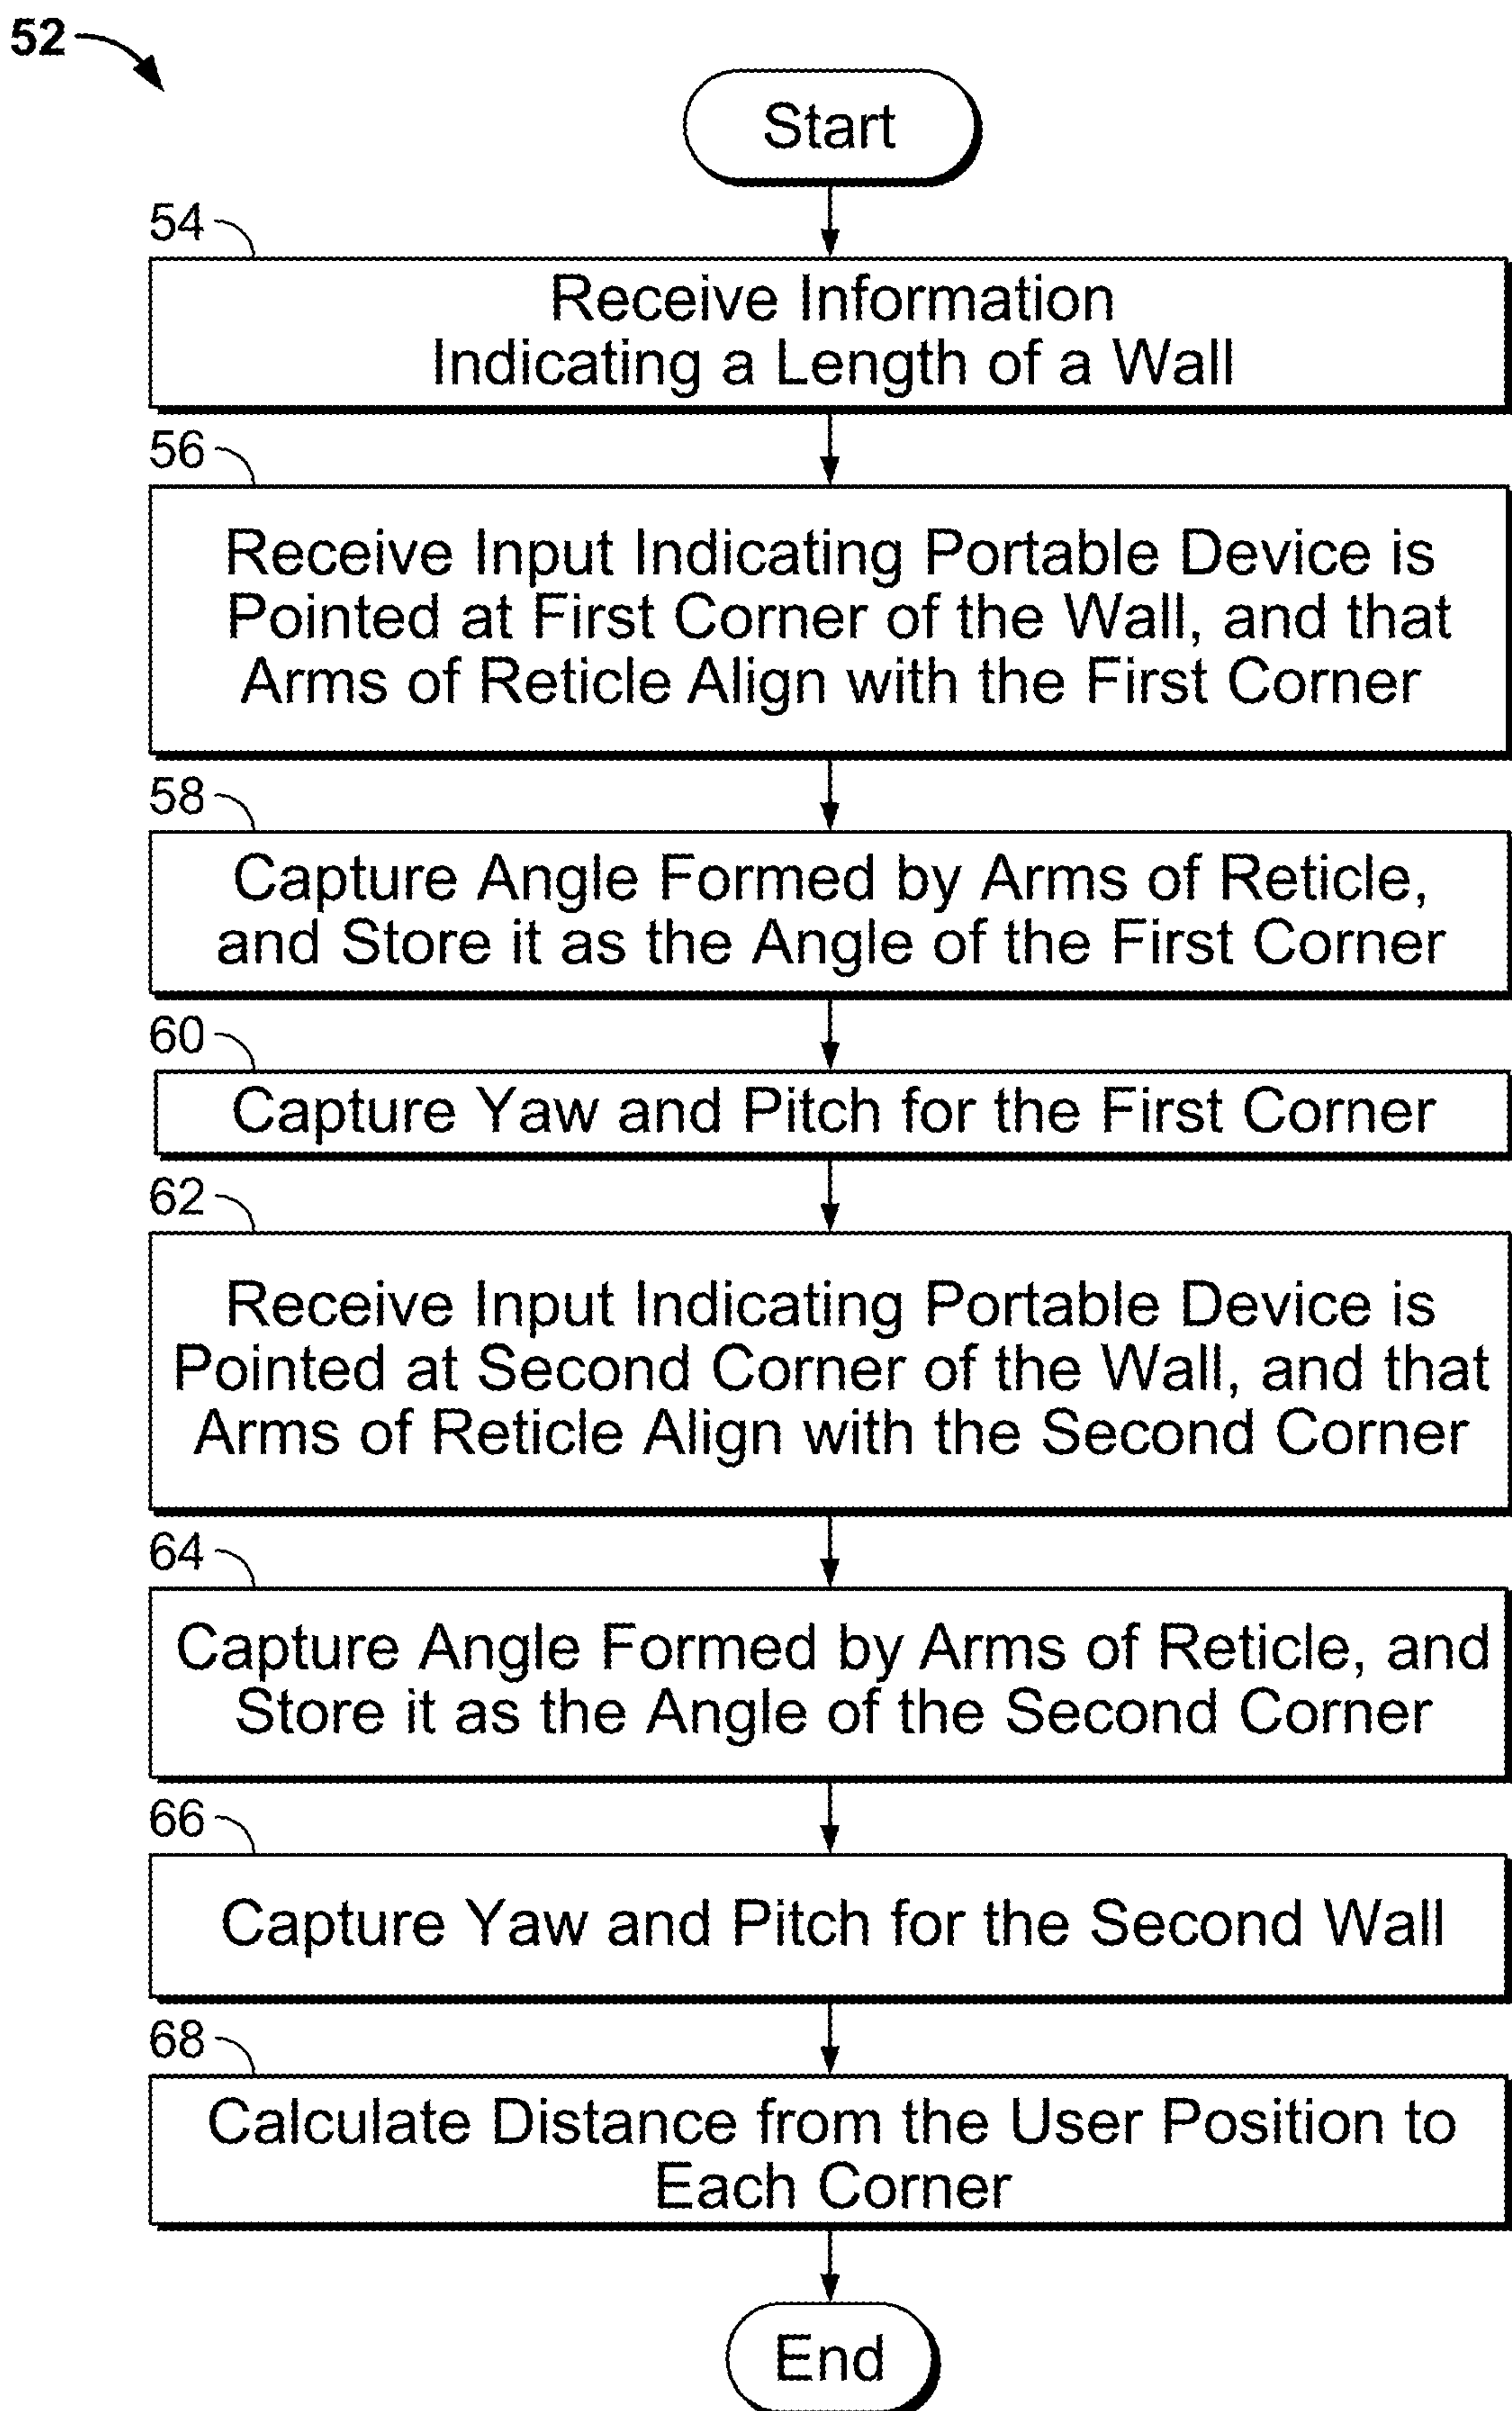 52
Start
54
Receive Information
Indicating a Length of a Wall
56
Receive Input Indicating Portable Device is
Pointed at First Corner of the Wall, and that
Arms of Reticle Align with the First Corner
58
Capture Angle Formed by Arms of Reticle,
and Store it as the Angle of the First Corner
60
Capture Yaw and Pitch for the First Corner
62
Receive Input Indicating Portable Device is
Pointed at Second Corner of the Wall, and that
Arms of Reticle Align with the Second Corner
64
Capture Angle Formed by Arms of Reticle, and
Store it as the Angle of the Second Corner
66
Capture Yaw and Pitch for the Second Wall
68
Calculate Distance from the User Position to
Each Corner
End